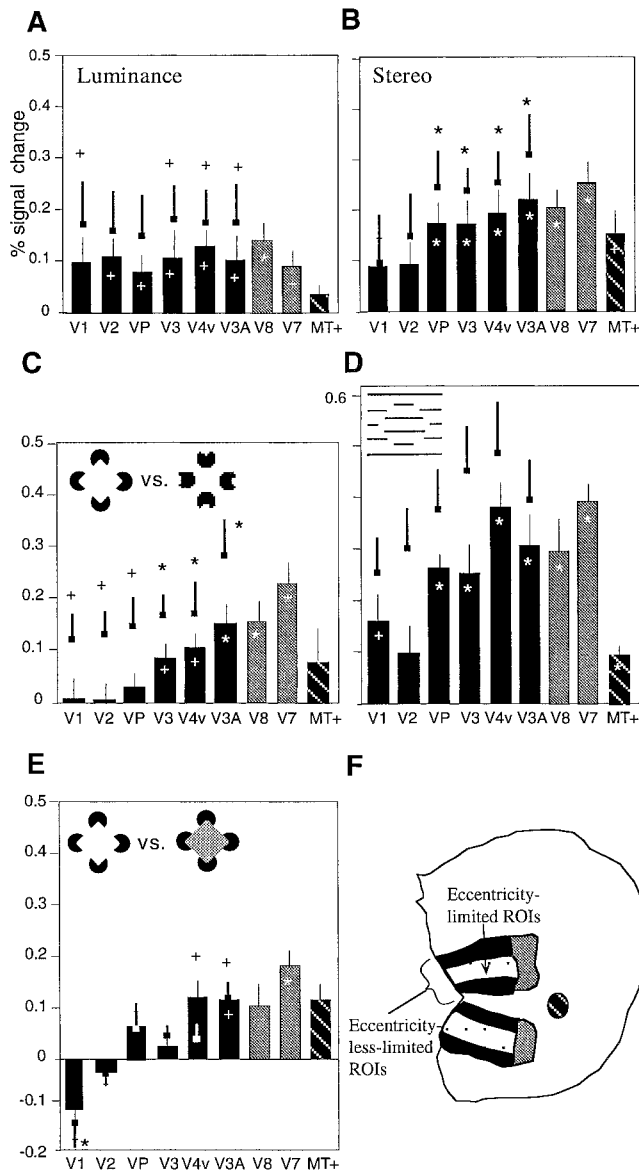 A
Luminance
% signal change
0.5
0.4
0.3
0.2
0.1
0
+ + + +
+ + + + + + + +
V1 V2 VP V3 V4v V3A V8 V7 MT+
B
Stereo
* * * *
* * * * * * +
V1 V2 VP V3 V4v V3A V8 V7 MT+
C
vs.
0.5
0.4
0.3
0.2
0.1
0
+ + + * * *
+ + * *
V1 V2 VP V3 V4v V3A V8 V7 MT+
D
0.6
+ * * * * * * *
V1 V2 VP V3 V4v V3A V8 V7 MT+
E
vs.
0.5
0.4
0.3
0.2
0.1
0
-0.1
-0.2
+ +
+ +
*
V1 V2 VP V3 V4v V3A V8 V7 MT+
F
Eccentricity-
limited ROIs
Eccentricity-
less-limited
ROIs